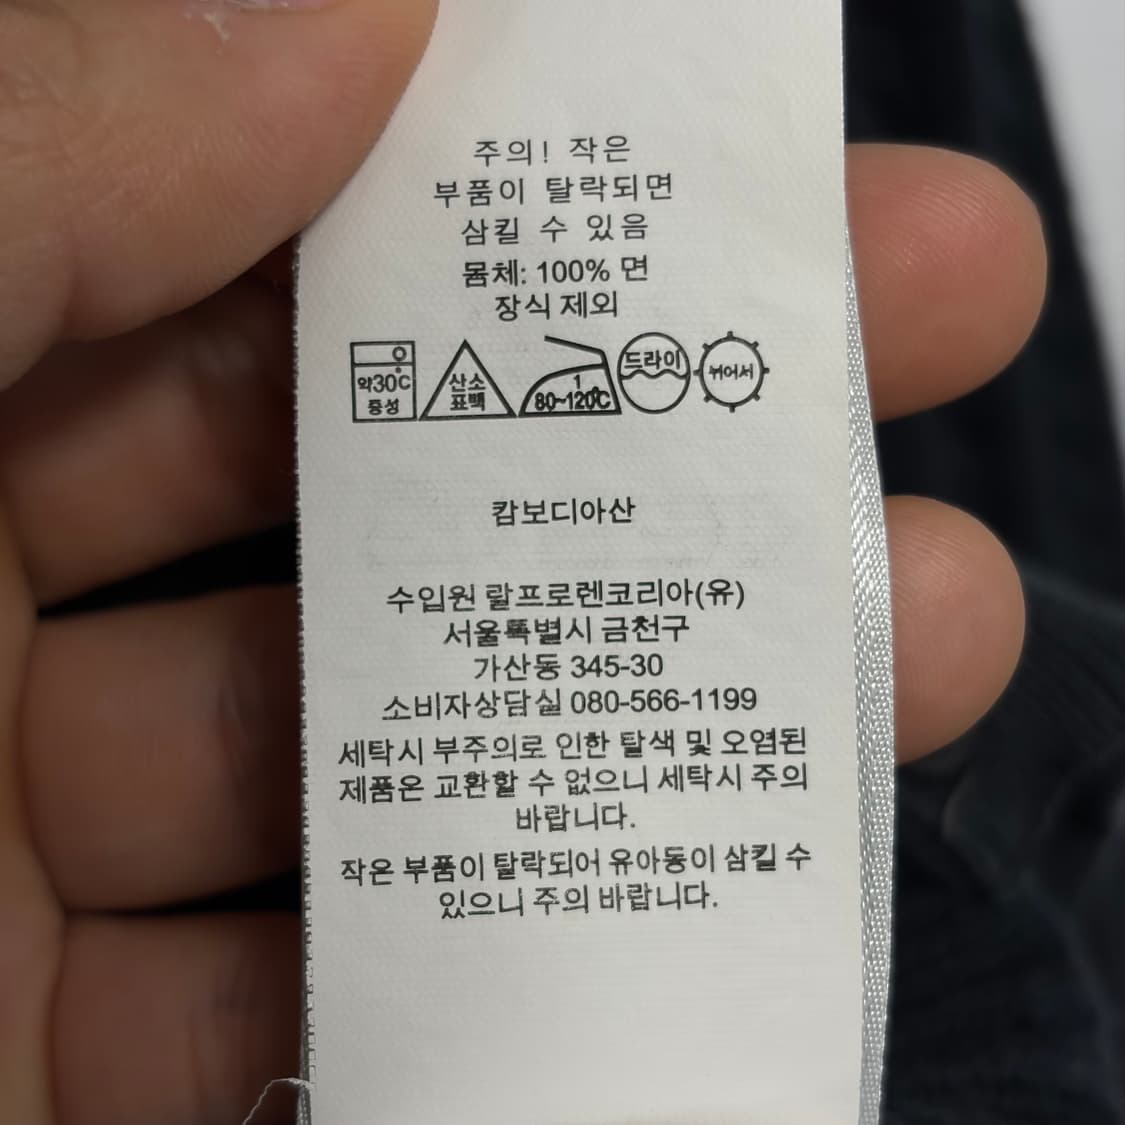 주의! 작은
부품이 탈락되면
삼킬 수 있음
몸체: 100% 면
장식 제외
약30℃
중성
산소
표백
1
80~120℃
드라이
뉘어서
캄보디아산
수입원 랄프로렌코리아(유)
서울특별시 금천구
가산동 345-30
소비자상담실 080-566-1199
세탁시 부주의로 인한 탈색 및 오염된
제품은 교환할 수 없으니 세탁시 주의
바랍니다.
작은 부품이 탈락되어 유아동이 삼킬 수
있으니 주의 바랍니다.